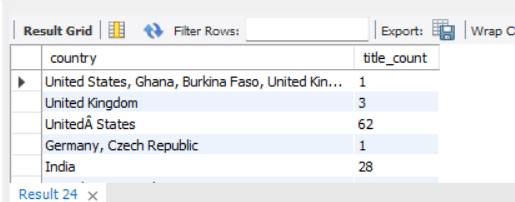 Result Grid Filter Rows: Export: Wrap C
country title_count
United States, Ghana, Burkina Faso, United Kin... 1
United Kingdom 3
UnitedÂ States 62
Germany, Czech Republic 1
India 28
Result 24 ×